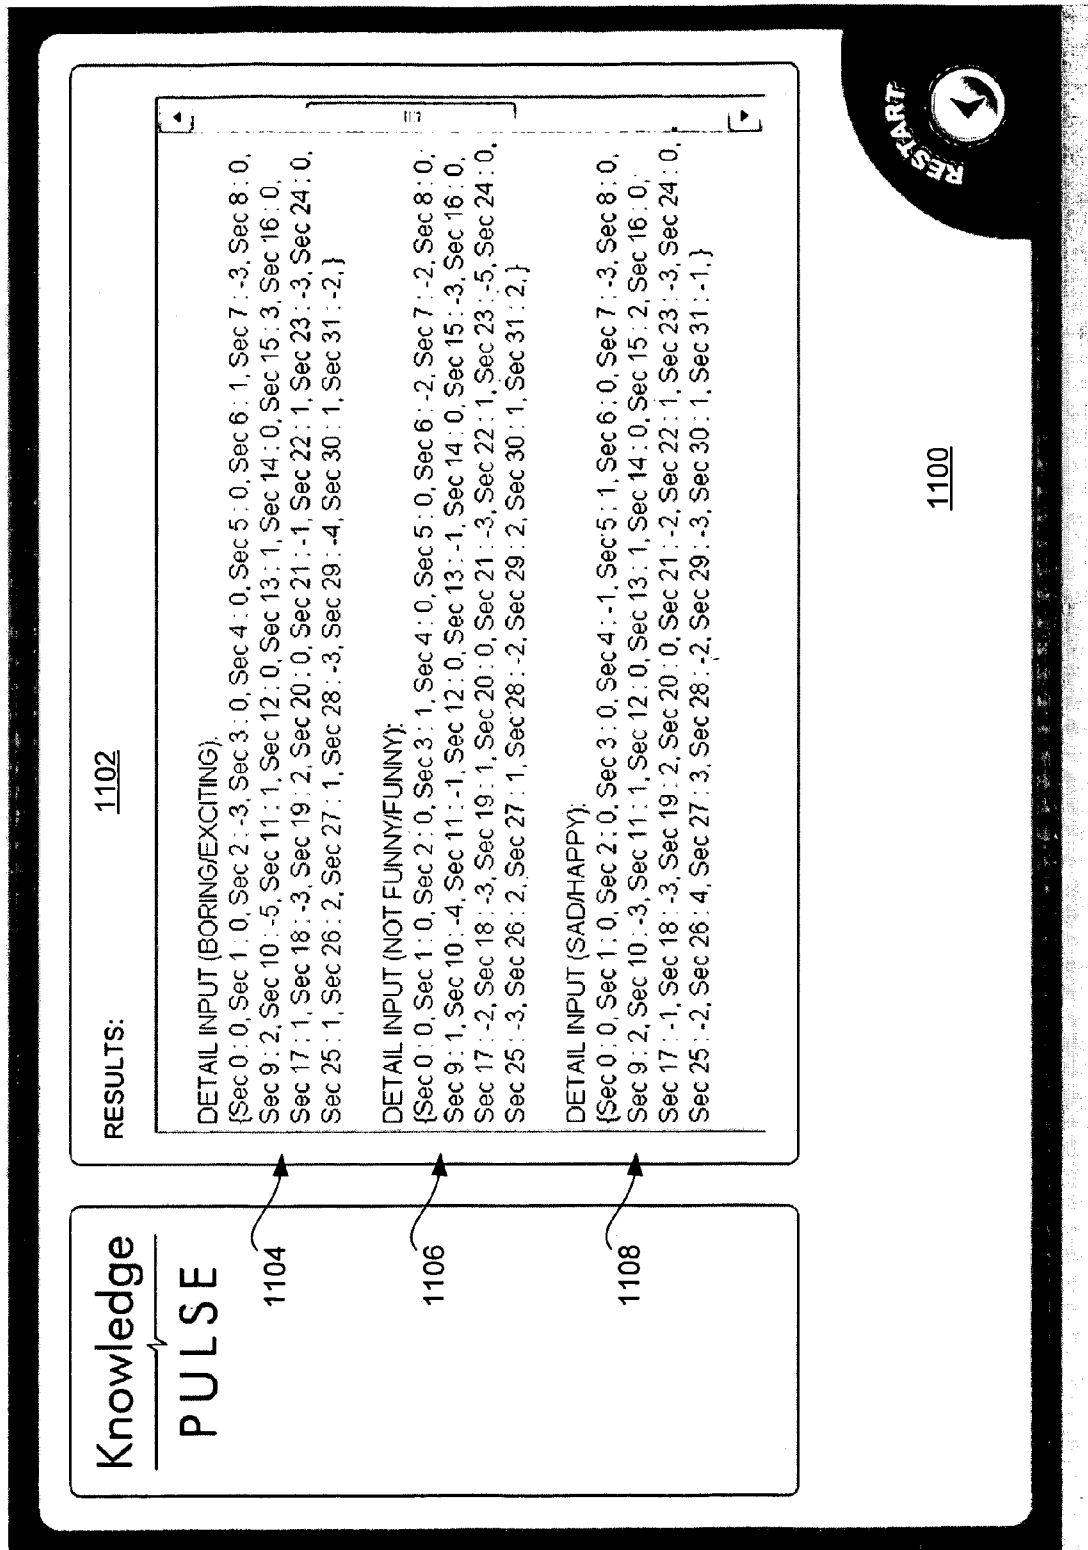 Knowledge
PULSE
RESULTS:
1102
1104
DETAIL INPUT (BORING/EXCITING).
{Sec 0 : 0, Sec 1 : 0, Sec 2 : -3, Sec 3 : 0, Sec 4 : 0, Sec 5 : 0, Sec 6 : 1, Sec 7 : -3, Sec 8 : 0,
Sec 9 : 2, Sec 10 : -5, Sec 11 : 1, Sec 12 : 0, Sec 13 : 1, Sec 14 : 0, Sec 15 : 3, Sec 16 : 0,
Sec 17 : 1, Sec 18 : -3, Sec 19 : 2, Sec 20 : 0, Sec 21 : -1, Sec 22 : 1, Sec 23 : -3, Sec 24 : 0,
Sec 25 : 1, Sec 26 : 2, Sec 27 : 1, Sec 28 : -3, Sec 29 : -4, Sec 30 : 1, Sec 31 : -2,}
1106
DETAIL INPUT (NOT FUNNY/FUNNY):
{Sec 0 : 0, Sec 1 : 0, Sec 2 : 0, Sec 3 : 1, Sec 4 : 0, Sec 5 : 0, Sec 6 : -2, Sec 7 : -2, Sec 8 : 0,
Sec 9 : 1, Sec 10 : -4, Sec 11 : -1, Sec 12 : 0, Sec 13 : -1, Sec 14 : 0, Sec 15 : -3, Sec 16 : 0,
Sec 17 : -2, Sec 18 : -3, Sec 19 : 1, Sec 20 : 0, Sec 21 : -3, Sec 22 : 1, Sec 23 : -5, Sec 24 : 0,
Sec 25 : -3, Sec 26 : 2, Sec 27 : 1, Sec 28 : -2, Sec 29 : 2, Sec 30 : 1, Sec 31 : 2,}
1108
DETAIL INPUT (SAD/HAPPY):
{Sec 0 : 0, Sec 1 : 0, Sec 2 : 0, Sec 3 : 0, Sec 4 : -1, Sec 5 : 1, Sec 6 : 0, Sec 7 : -3, Sec 8 : 0,
Sec 9 : 2, Sec 10 : -3, Sec 11 : 1, Sec 12 : 0, Sec 13 : 1, Sec 14 : 0, Sec 15 : 2, Sec 16 : 0,
Sec 17 : -1, Sec 18 : -3, Sec 19 : 2, Sec 20 : 0, Sec 21 : -2, Sec 22 : 1, Sec 23 : -3, Sec 24 : 0,
Sec 25 : -2, Sec 26 : 4, Sec 27 : 3, Sec 28 : -2, Sec 29 : -3, Sec 30 : 1, Sec 31 : -1,}
RESTART
1100